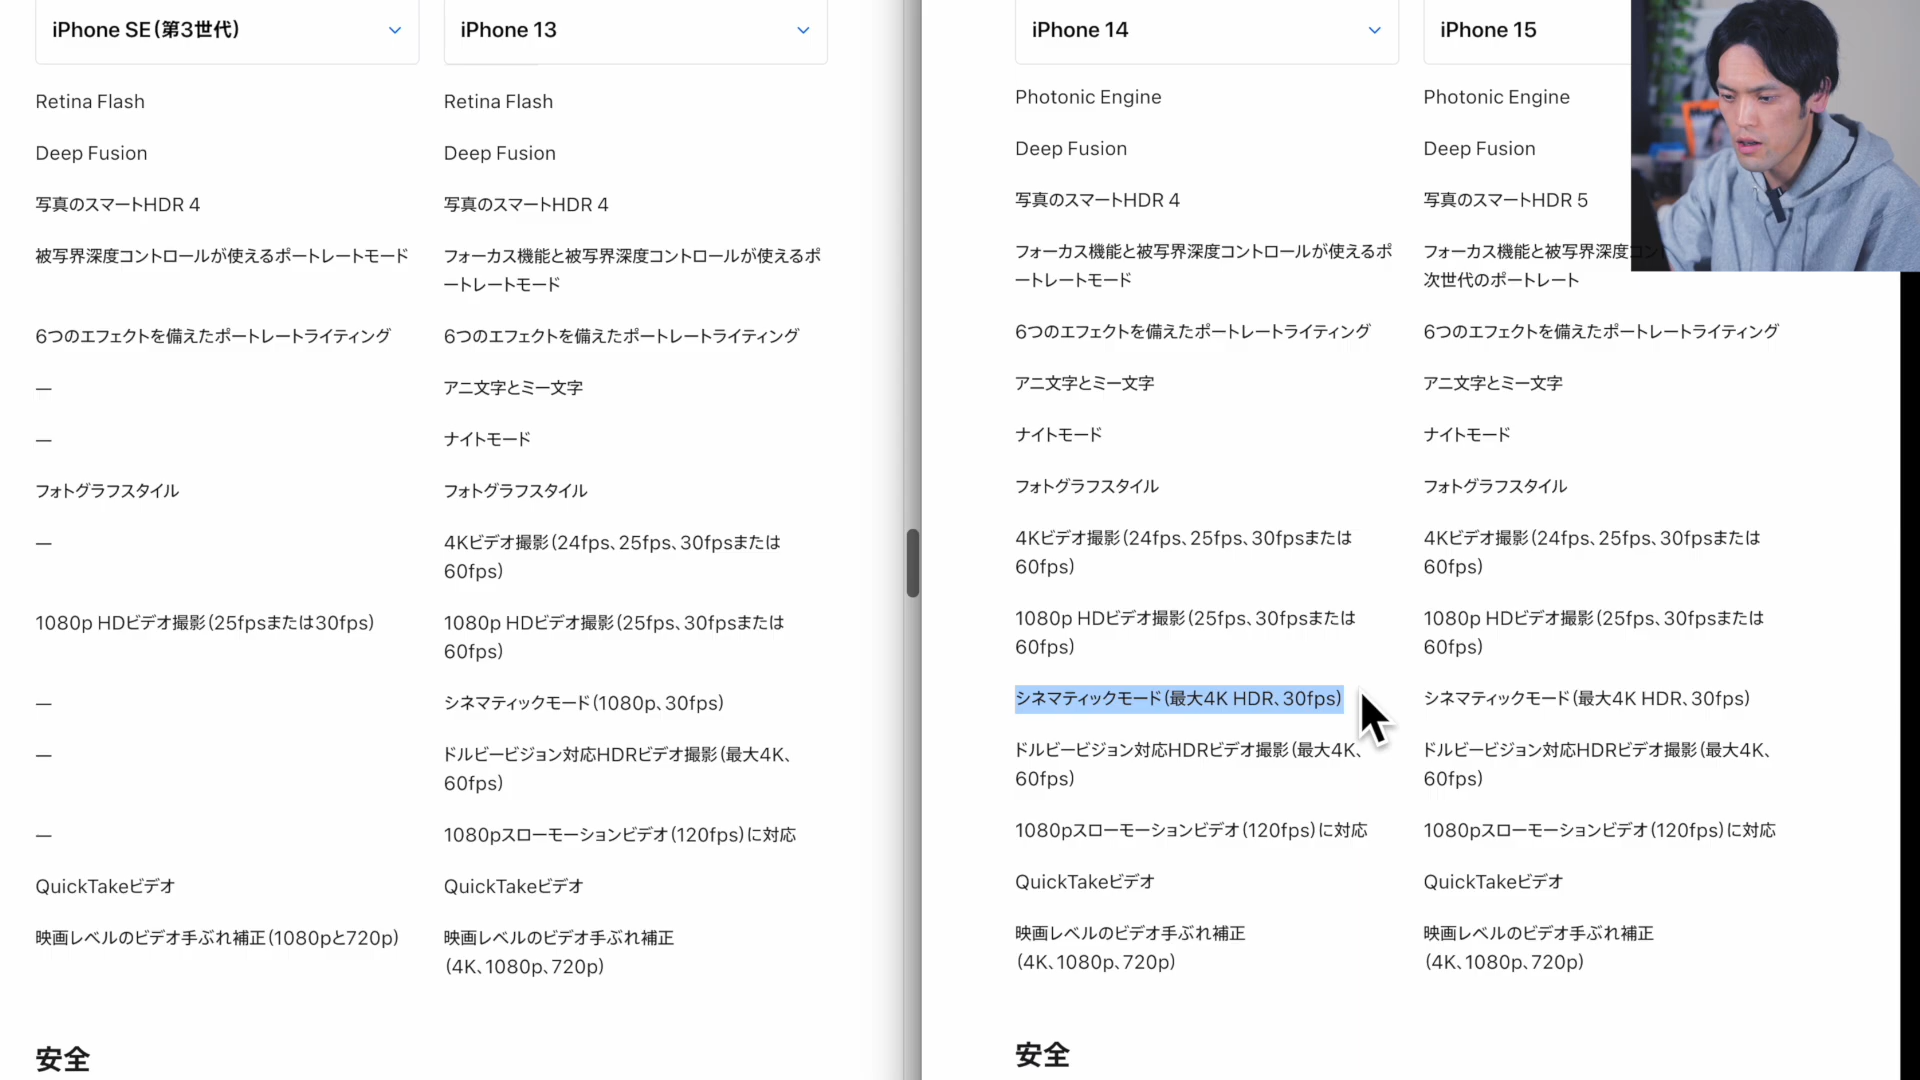 iPhone SE（第3世代）
Retina Flash
Deep Fusion
写真のスマートHDR 4
被写界深度コントロールが使えるポートレートモード
6つのエフェクトを備えたポートレートライティング
—
—
フォトグラフスタイル
—
1080p HDビデオ撮影（25fpsまたは30fps）
—
—
—
QuickTakeビデオ
映画レベルのビデオ手ぶれ補正（1080pと720p）
安全
iPhone 13
Retina Flash
Deep Fusion
写真のスマートHDR 4
フォーカス機能と被写界深度コントロールが使えるポ
ートレートモード
6つのエフェクトを備えたポートレートライティング
アニ文字とミー文字
ナイトモード
フォトグラフスタイル
4Kビデオ撮影（24fps、25fps、30fpsまたは
60fps）
1080p HDビデオ撮影（25fps、30fpsまたは
60fps）
シネマティックモード（1080p、30fps）
ドルビービジョン対応HDRビデオ撮影（最大4K、
60fps）
1080pスローモーションビデオ（120fps）に対応
QuickTakeビデオ
映画レベルのビデオ手ぶれ補正
（4K、1080p、720p）
iPhone 14
Photonic Engine
Deep Fusion
写真のスマートHDR 4
フォーカス機能と被写界深度コントロールが使えるポ
ートレートモード
6つのエフェクトを備えたポートレートライティング
アニ文字とミー文字
ナイトモード
フォトグラフスタイル
4Kビデオ撮影（24fps、25fps、30fpsまたは
60fps）
1080p HDビデオ撮影（25fps、30fpsまたは
60fps）
シネマティックモード（最大4K HDR、30fps）
ドルビービジョン対応HDRビデオ撮影（最大4K、
60fps）
1080pスローモーションビデオ（120fps）に対応
QuickTakeビデオ
映画レベルのビデオ手ぶれ補正
（4K、1080p、720p）
安全
iPhone 15
Photonic Engine
Deep Fusion
写真のスマートHDR 5
フォーカス機能と被写界深度コン
次世代のポートレート
6つのエフェクトを備えたポートレートライティング
アニ文字とミー文字
ナイトモード
フォトグラフスタイル
4Kビデオ撮影（24fps、25fps、30fpsまたは
60fps）
1080p HDビデオ撮影（25fps、30fpsまたは
60fps）
シネマティックモード（最大4K HDR、30fps）
ドルビービジョン対応HDRビデオ撮影（最大4K、
60fps）
1080pスローモーションビデオ（120fps）に対応
QuickTakeビデオ
映画レベルのビデオ手ぶれ補正
（4K、1080p、720p）